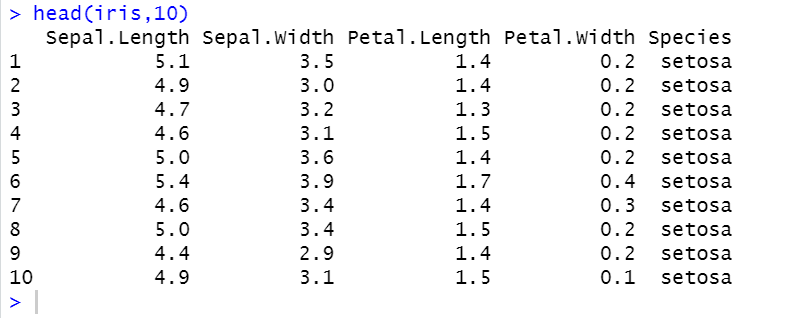 > head(iris,10)
   Sepal.Length Sepal.Width Petal.Length Petal.Width Species
1           5.1         3.5          1.4         0.2  setosa
2           4.9         3.0          1.4         0.2  setosa
3           4.7         3.2          1.3         0.2  setosa
4           4.6         3.1          1.5         0.2  setosa
5           5.0         3.6          1.4         0.2  setosa
6           5.4         3.9          1.7         0.4  setosa
7           4.6         3.4          1.4         0.3  setosa
8           5.0         3.4          1.5         0.2  setosa
9           4.4         2.9          1.4         0.2  setosa
10          4.9         3.1          1.5         0.1  setosa
>